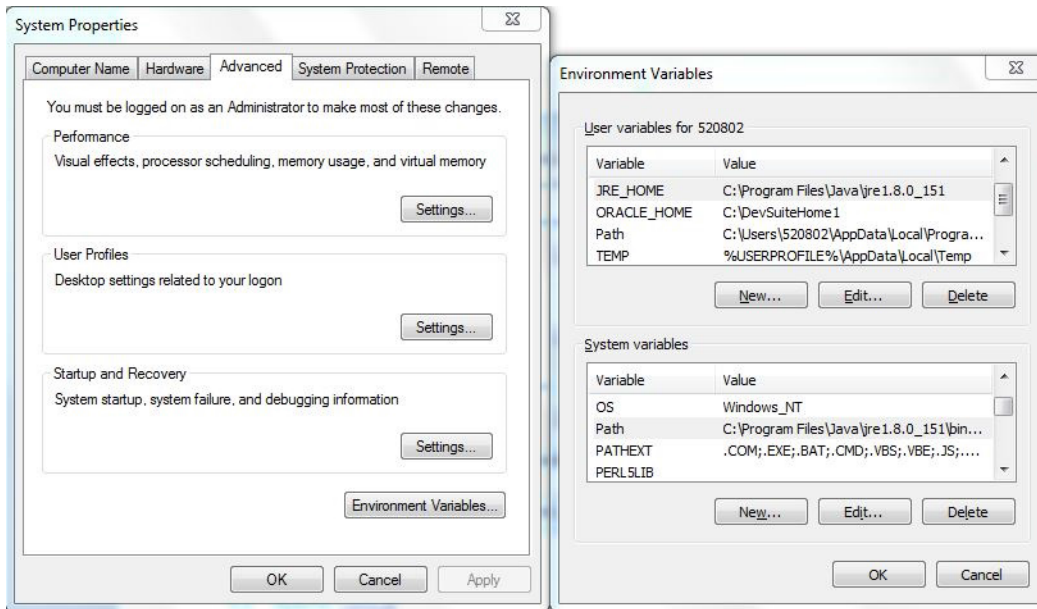 System Properties
Computer Name Hardware Advanced System Protection Remote
You must be logged on as an Administrator to make most of these changes.
Performance
Visual effects, processor scheduling, memory usage, and virtual memory
Settings...
User Profiles
Desktop settings related to your logon
Settings...
Startup and Recovery
System startup, system failure, and debugging information
Settings...
Environment Variables...
OK Cancel Apply
Environment Variables
User variables for 520802
Variable Value
JRE_HOME C:\Program Files\Java\jre1.8.0_151
ORACLE_HOME C:\DevSuiteHome1
Path C:\Users\520802\AppData\Local\Progra...
TEMP %USERPROFILE%\AppData\Local\Temp
New... Edit... Delete
System variables
Variable Value
OS Windows_NT
Path C:\Program Files\Java\jre1.8.0_151\bin...
PATHEXT .COM;.EXE;.BAT;.CMD;.VBS;.VBE;.JS;....
PERL5LIB
New... Edit... Delete
OK Cancel